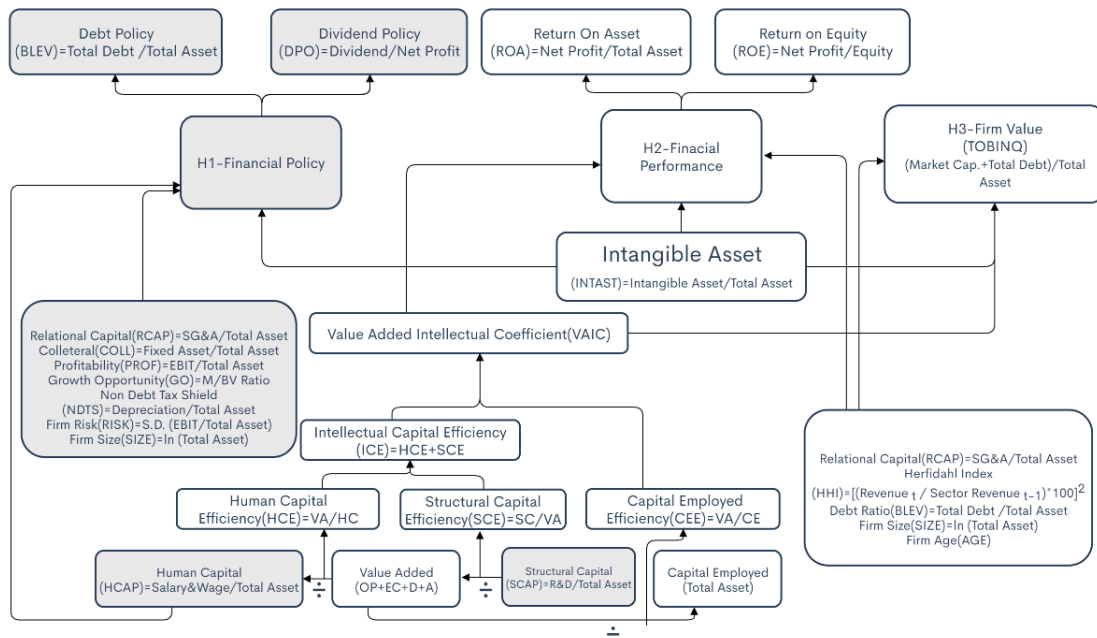 Debt Policy
(BLEV)=Total Debt /Total Asset
Dividend Policy
(DPO)=Dividend/Net Profit
Return On Asset
(ROA)=Net Profit/Total Asset
Return on Equity
(ROE)=Net Profit/Equity
H1-Financial Policy
H2-Finacial
Performance
H3-Firm Value
(TOBINQ)
(Market Cap.+Total Debt)/Total
Asset
Intangible Asset
(INTAST)=Intangible Asset/Total Asset
Relational Capital(RCAP)=SG&A/Total Asset
Colleteral(COLL)=Fixed Asset/Total Asset
Profitability(PROF)=EBIT/Total Asset
Growth Opportunity(GO)=M/BV Ratio
Non Debt Tax Shield
(NDTS)=Depreciation/Total Asset
Firm Risk(RISK)=S.D. (EBIT/Total Asset)
Firm Size(SIZE)=ln (Total Asset)
Value Added Intellectual Coefficient(VAIC)
Intellectual Capital Efficiency
(ICE)=HCE+SCE
Human Capital
Efficiency(HCE)=VA/HC
Structural Capital
Efficiency(SCE)=SC/VA
Capital Employed
Efficiency(CEE)=VA/CE
Relational Capital(RCAP)=SG&A/Total Asset
Herfidahl Index
(HHI)=[(Revenue t / Sector Revenue t-1)*100]2
Debt Ratio(BLEV)=Total Debt /Total Asset
Firm Size(SIZE)=ln (Total Asset)
Firm Age(AGE)
Human Capital
(HCAP)=Salary&Wage/Total Asset
÷
Value Added
(OP+EC+D+A)
÷
Structural Capital
(SCAP)=R&D/Total Asset
Capital Employed
(Total Asset)
÷